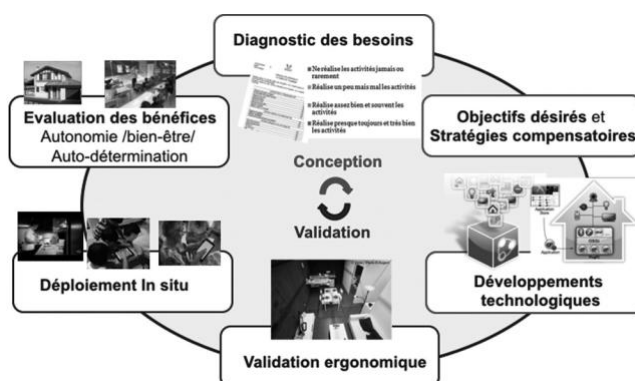 Diagnostic des besoins
Ne réalise les activités jamais ou
rarement
Réalise un peu mais mal les activités
Réalise assez bien et souvent les
activités
Réalise presque toujours et très bien
les activités
Evaluation des bénéfices
Autonomie /bien-être/
Auto-détermination
Objectifs désirés et
Stratégies compensatoires
Conception
Validation
Déploiement In situ
Développements
technologiques
Validation ergonomique